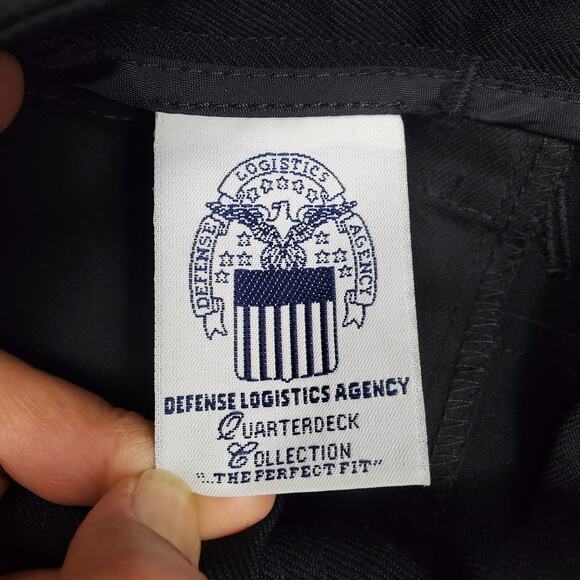 LOGISTICS
DEFENSE
AGENCY
DEFENSE LOGISTICS AGENCY
QUARTERDECK
COLLECTION
"...THE PERFECT FIT"